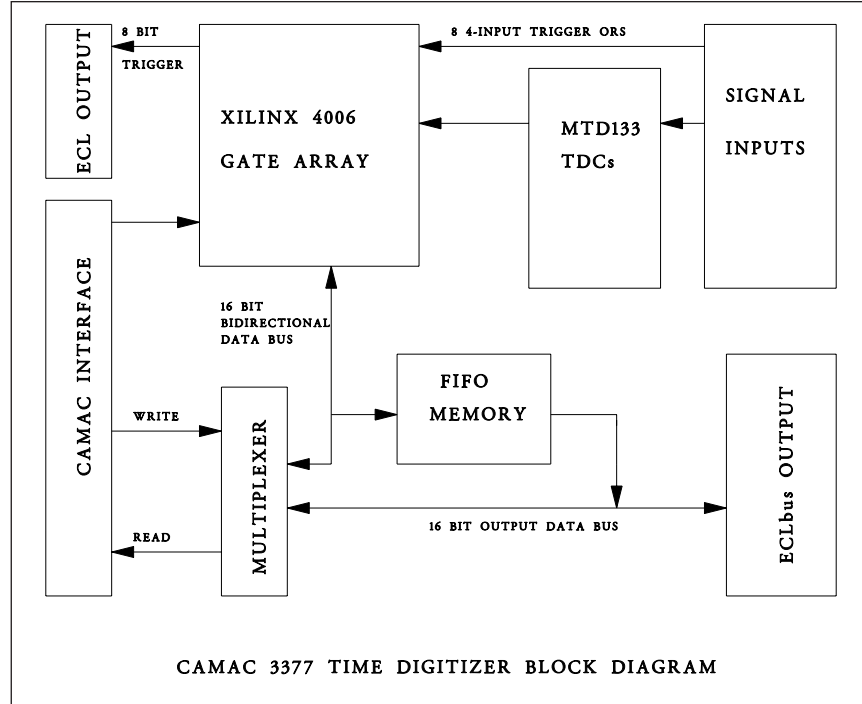 8 BIT
TRIGGER
8 4-INPUT TRIGGER ORS
ECL OUTPUT
XILINX 4006
GATE ARRAY
MTD133
TDCs
SIGNAL
INPUTS
CAMAC INTERFACE
16 BIT
BIDIRECTIONAL
DATA BUS
FIFO
MEMORY
WRITE
MULTIPLEXER
READ
16 BIT OUTPUT DATA BUS
ECLbus OUTPUT
CAMAC 3377 TIME DIGITIZER BLOCK DIAGRAM